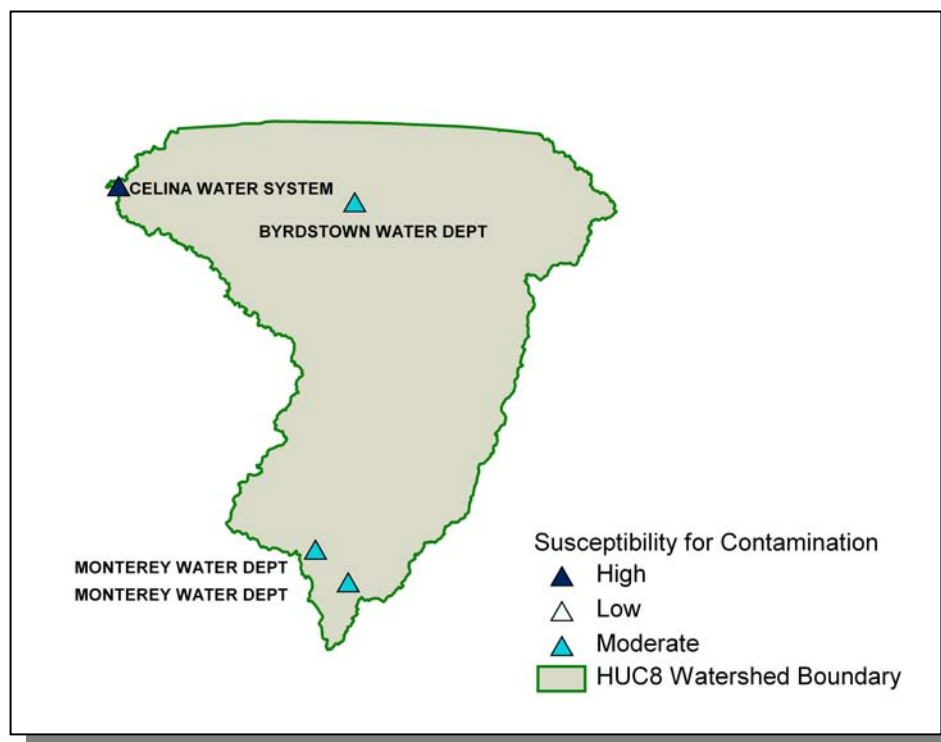 CELINA WATER SYSTEM
BYRDSTOWN WATER DEPT
MONTEREY WATER DEPT
MONTEREY WATER DEPT
Susceptibility for Contamination
High
Low
Moderate
HUC8 Watershed Boundary